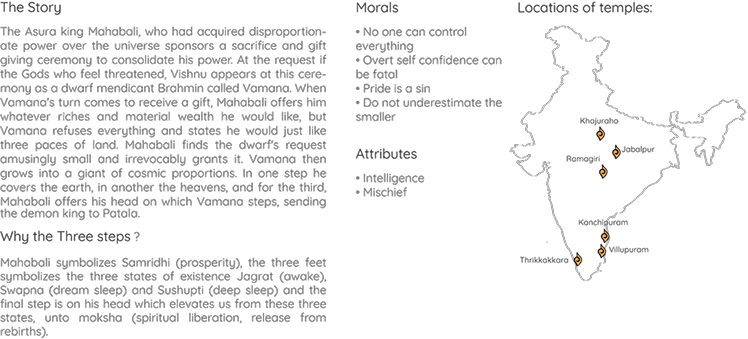 The Story
The Asura king Mahabali, who had acquired disproportion-
ate power over the universe sponsors a sacrifice and gift
giving ceremony to consolidate his power. At the request if
the Gods who feel threatened, Vishnu appears at this cere-
mony as a dwarf mendicant Brahmin called Vamana. When
Vamana's turn comes to receive a gift, Mahabali offers him
whatever riches and material wealth he would like, but
Vamana refuses everything and states he would just like
three paces of land. Mahabali finds the dwarf's request
amusingly small and irrevocably grants it. Vamana then
grows into a giant of cosmic proportions. In one step he
covers the earth, in another the heavens, and for the third,
Mahabali offers his head on which Vamana steps, sending
the demon king to Patala.
Why the Three steps ?
Mahabali symbolizes Samridhi (prosperity), the three feet
symbolizes the three states of existence Jagrat (awake),
Swapna (dream sleep) and Sushupti (deep sleep) and the
final step is on his head which elevates us from these three
states, unto moksha (spiritual liberation, release from
rebirths).
Morals
• No one can control
everything
• Overt self confidence can
be fatal
• Pride is a sin
• Do not underestimate the
smaller
Attributes
• Intelligence
• Mischief
Locations of temples:
Khajuraho
Jabalpur
Ramagiri
Kanchipuram
Villupuram
Thrikkakkara